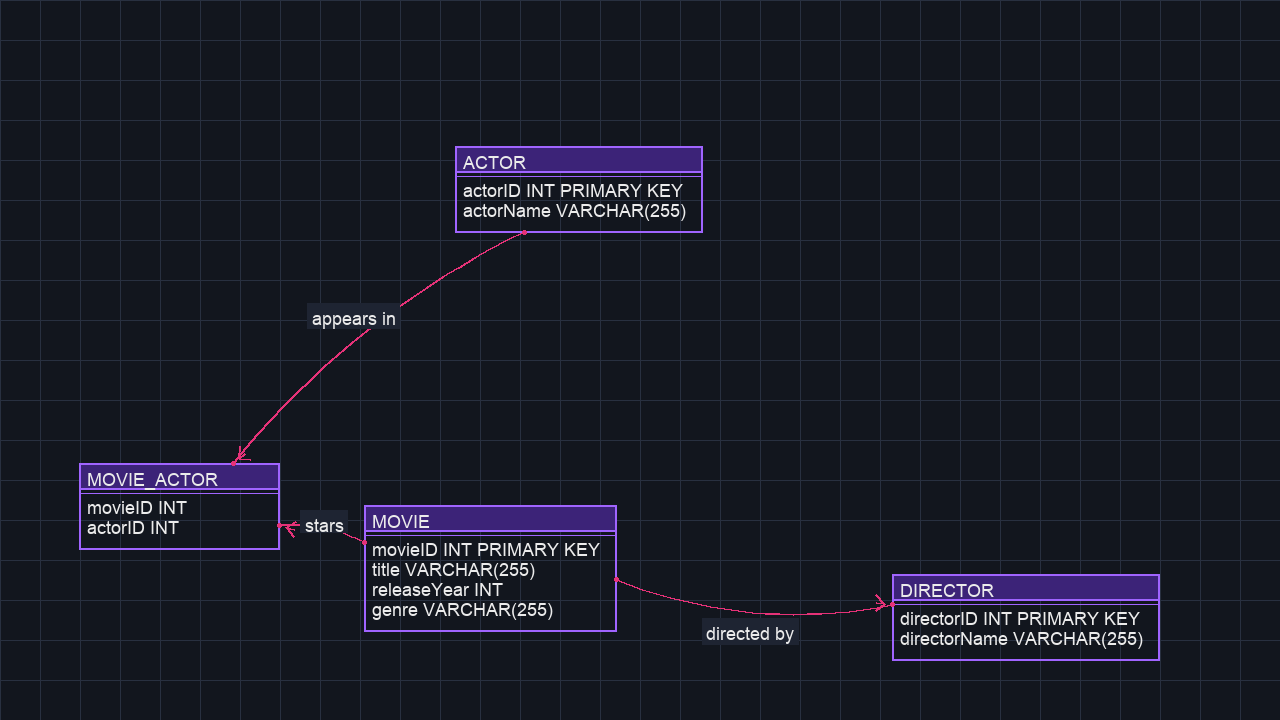 ACTOR
actorID INT PRIMARY KEY
actorName VARCHAR(255)
appears in
MOVIE_ACTOR
movieID INT
actorID INT
stars
MOVIE
movieID INT PRIMARY KEY
title VARCHAR(255)
releaseYear INT
genre VARCHAR(255)
directed by
DIRECTOR
directorID INT PRIMARY KEY
directorName VARCHAR(255)